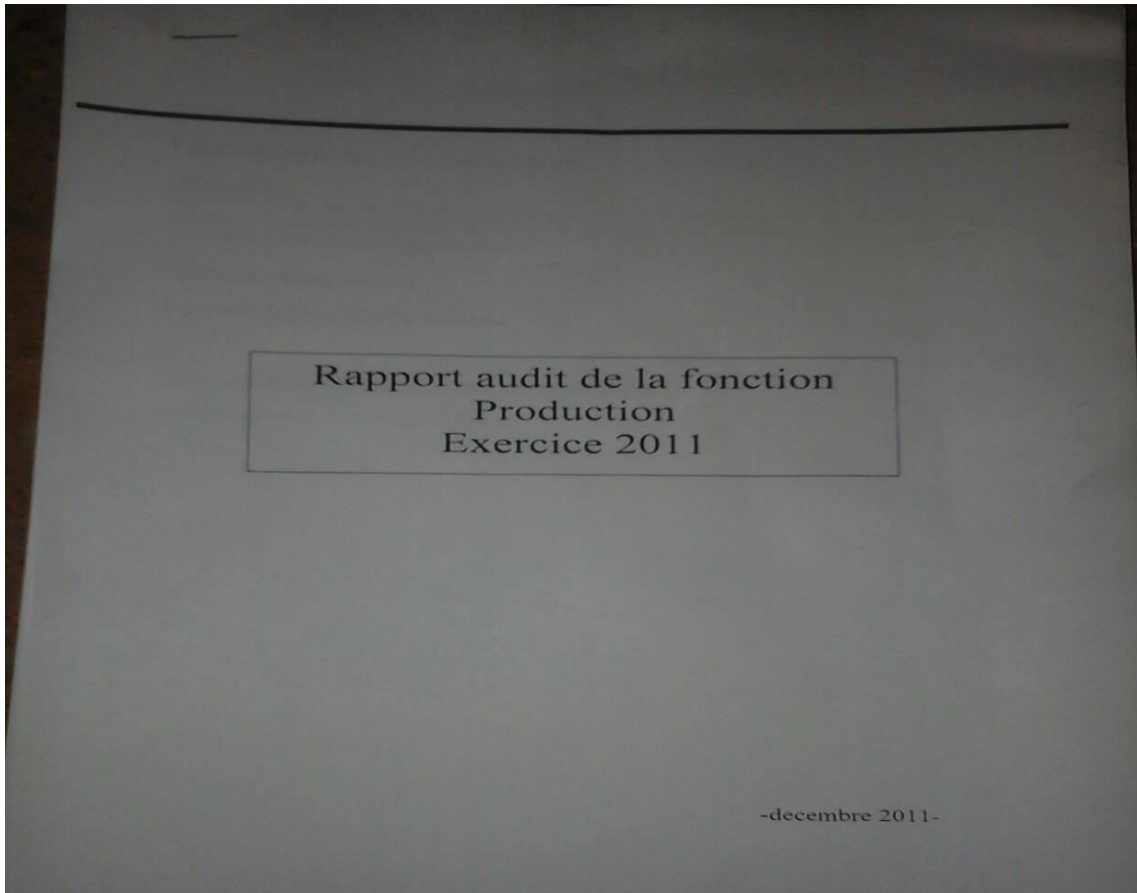 Rapport audit de la fonction
Production
Exercice 2011
-decembre 2011-